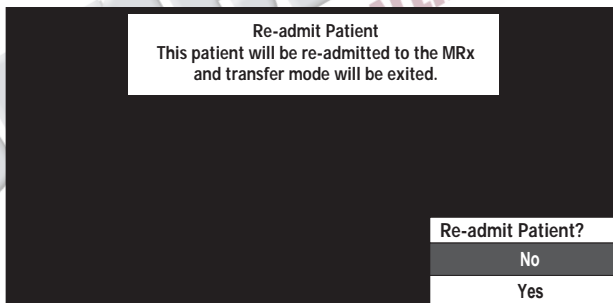 Re-admit Patient
This patient will be re-admitted to the MRx
and transfer mode will be exited.
Re-admit Patient?
No
Yes